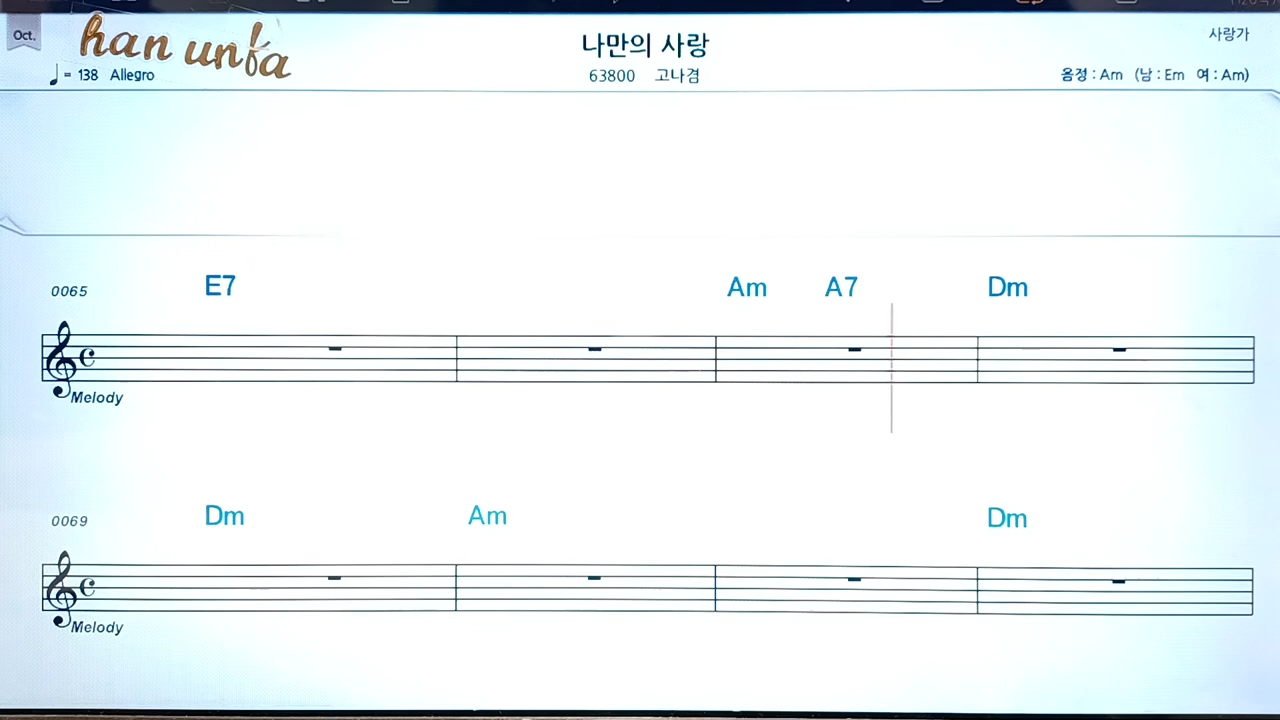 Oct.
han unba
나만의 사랑
사랑가
♩= 138 Allegro
63800 고나겸
음정 : Am (남 : Em 여 : Am)
0065 E7 Am A7 Dm
Melody
0069 Dm Am Dm
Melody